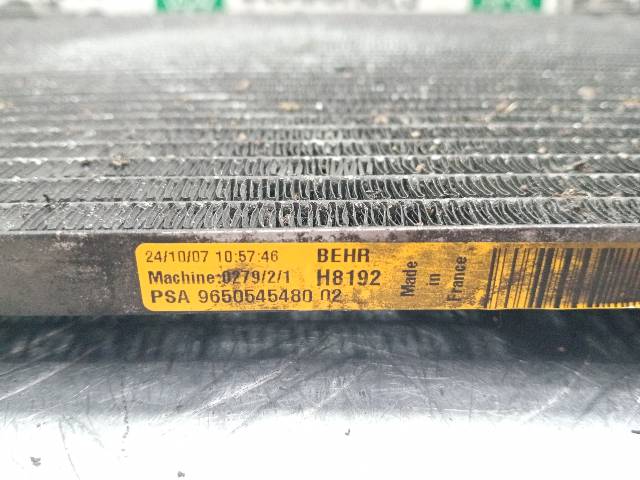 24/10/07 10:57:46 BEHR
Machine:0279/2/1 H8192
PSA 9650545480 02
Made
in
France